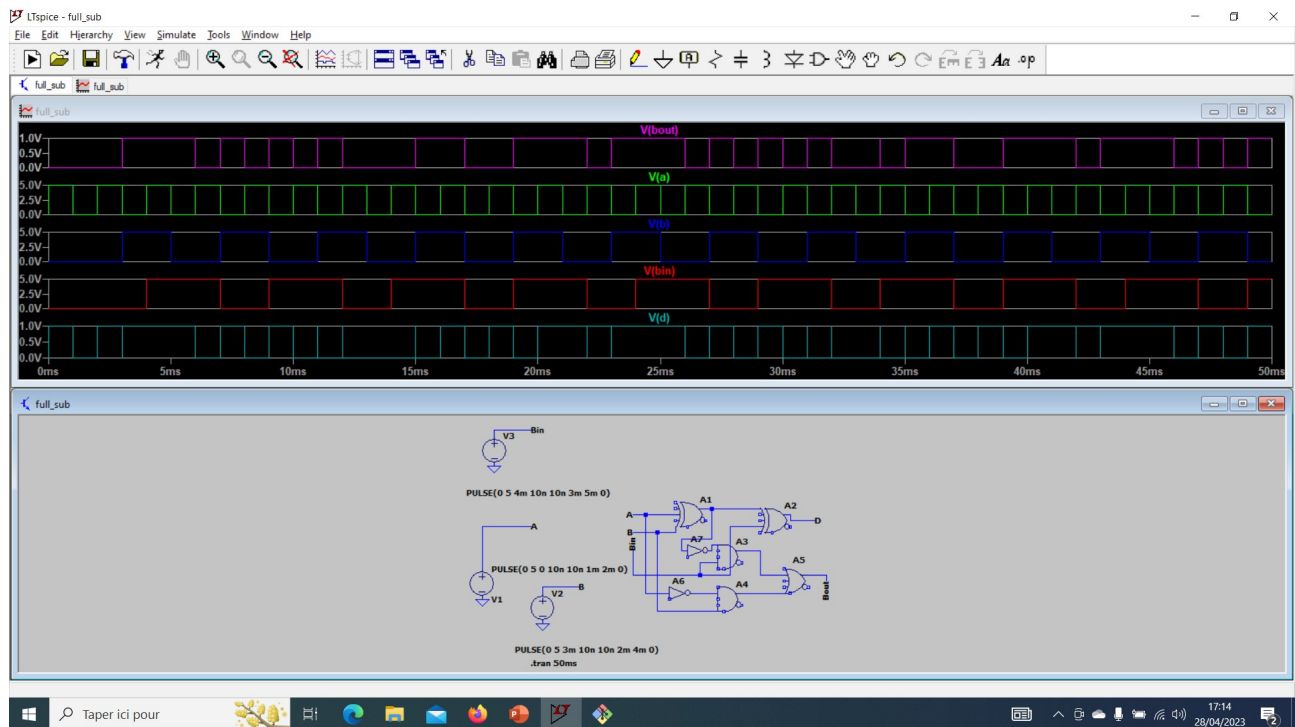 LTspice - full_sub
File Edit Hierarchy View Simulate Tools Window Help
Aa .op
full_sub full_sub
full_sub
V(bout)
1.0V
0.5V
0.0V
V(a)
5.0V
2.5V
0.0V
V(b)
5.0V
2.5V
0.0V
V(bin)
5.0V
2.5V
0.0V
V(d)
1.0V
0.5V
0.0V
0ms 5ms 10ms 15ms 20ms 25ms 30ms 35ms 40ms 45ms 50ms
full_sub
V3 Bin
PULSE(0 5 4m 10n 10n 3m 5m 0)
A
V1
PULSE(0 5 0 10n 10n 1m 2m 0)
V2 B
PULSE(0 5 3m 10n 10n 2m 4m 0)
.tran 50ms
A B Bin
A1 A2 D
A7 A3
A6 A4 A5
Bout
Taper ici pour
17:14
28/04/2023
2